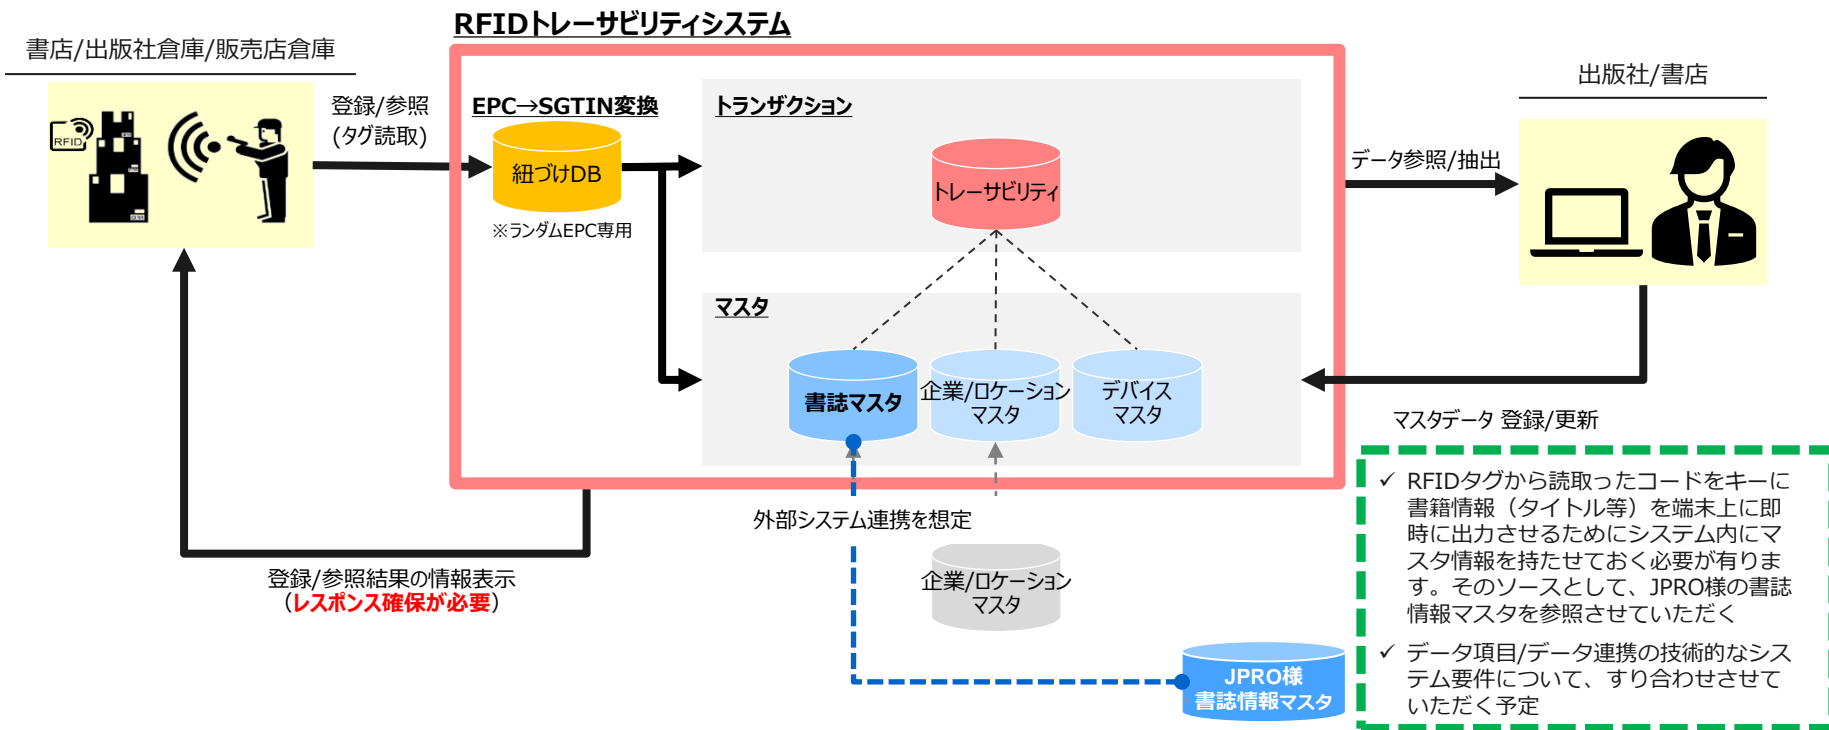 RFIDトレーサビリティシステム
書店/出版社倉庫/販売店倉庫
出版社/書店
RFID
登録/参照
(タグ読取)
EPC→SGTIN変換
紐づけDB
※ランダムEPC専用
トランザクション
トレーサビリティ
データ参照/抽出
マスタ
書誌マスタ
企業/ロケーション
マスタ
デバイス
マスタ
マスタデータ 登録/更新
外部システム連携を想定
登録/参照結果の情報表示
（レスポンス確保が必要）
企業/ロケーション
マスタ
JPRO様
書誌情報マスタ
✓ RFIDタグから読取ったコードをキーに
書籍情報（タイトル等）を端末上に即
時に出力させるためにシステム内にマ
スタ情報を持たせておく必要が有りま
す。そのソースとして、JPRO様の書誌
情報マスタを参照させていただく
✓ データ項目/データ連携の技術的なシス
テム要件について、すり合わせさせて
いただく予定